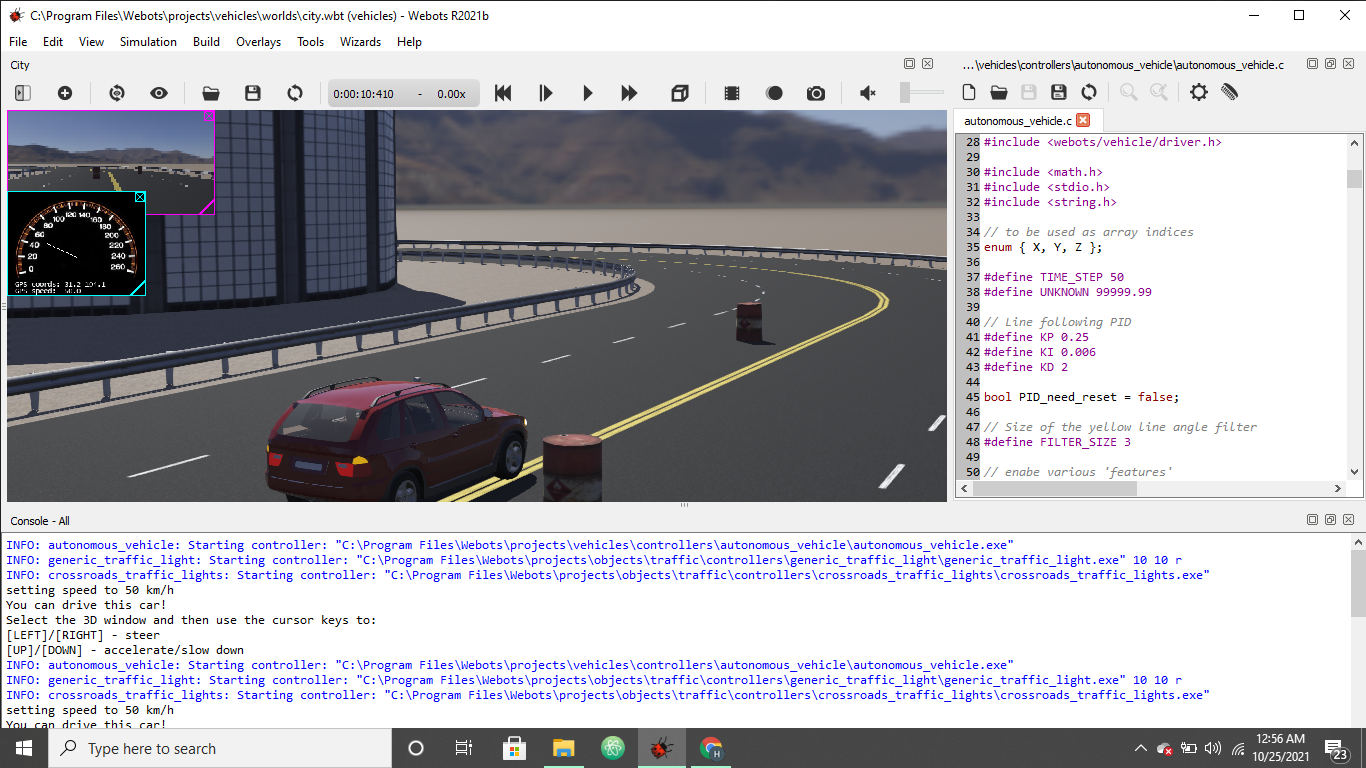 C:\Program Files\Webots\projects\vehicles\worlds\city.wbt (vehicles) - Webots R2021b
File Edit View Simulation Build Overlays Tools Wizards Help
City
0:00:10:410 - 0.00x
0 20 40 60 80 100 120 140 160 180 200 220 240 260
GPS coords: 31.2 194.1
GPS speed: 50.0
...\vehicles\controllers\autonomous_vehicle\autonomous_vehicle.c
autonomous_vehicle.c
28 #include <webots/vehicle/driver.h>
29
30 #include <math.h>
31 #include <stdio.h>
32 #include <string.h>
33
34 // to be used as array indices
35 enum { X, Y, Z };
36
37 #define TIME_STEP 50
38 #define UNKNOWN 99999.99
39
40 // Line following PID
41 #define KP 0.25
42 #define KI 0.006
43 #define KD 2
44
45 bool PID_need_reset = false;
46
47 // Size of the yellow line angle filter
48 #define FILTER_SIZE 3
49
50 // enabe various 'features'
Console - All
INFO: autonomous_vehicle: Starting controller: "C:\Program Files\Webots\projects\vehicles\controllers\autonomous_vehicle\autonomous_vehicle.exe"
INFO: generic_traffic_light: Starting controller: "C:\Program Files\Webots\projects\objects\traffic\controllers\generic_traffic_light\generic_traffic_light.exe" 10 10 r
INFO: crossroads_traffic_lights: Starting controller: "C:\Program Files\Webots\projects\objects\traffic\controllers\crossroads_traffic_lights\crossroads_traffic_lights.exe"
setting speed to 50 km/h
You can drive this car!
Select the 3D window and then use the cursor keys to:
[LEFT]/[RIGHT] - steer
[UP]/[DOWN] - accelerate/slow down
INFO: autonomous_vehicle: Starting controller: "C:\Program Files\Webots\projects\vehicles\controllers\autonomous_vehicle\autonomous_vehicle.exe"
INFO: generic_traffic_light: Starting controller: "C:\Program Files\Webots\projects\objects\traffic\controllers\generic_traffic_light\generic_traffic_light.exe" 10 10 r
INFO: crossroads_traffic_lights: Starting controller: "C:\Program Files\Webots\projects\objects\traffic\controllers\crossroads_traffic_lights\crossroads_traffic_lights.exe"
setting speed to 50 km/h
You can drive this car!
Type here to search
H
12:56 AM
10/25/2021
23